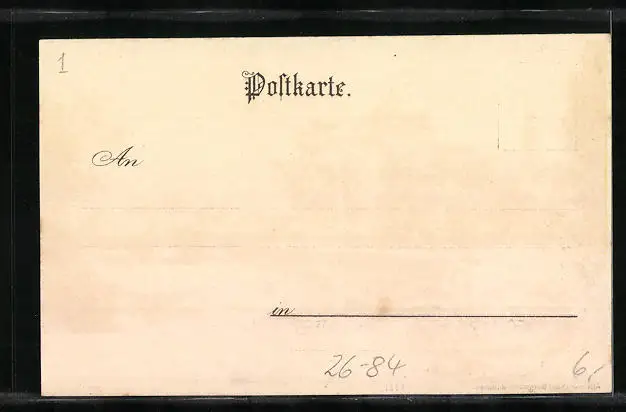 1
Poſtkarte.
An
in
26-84
6,-